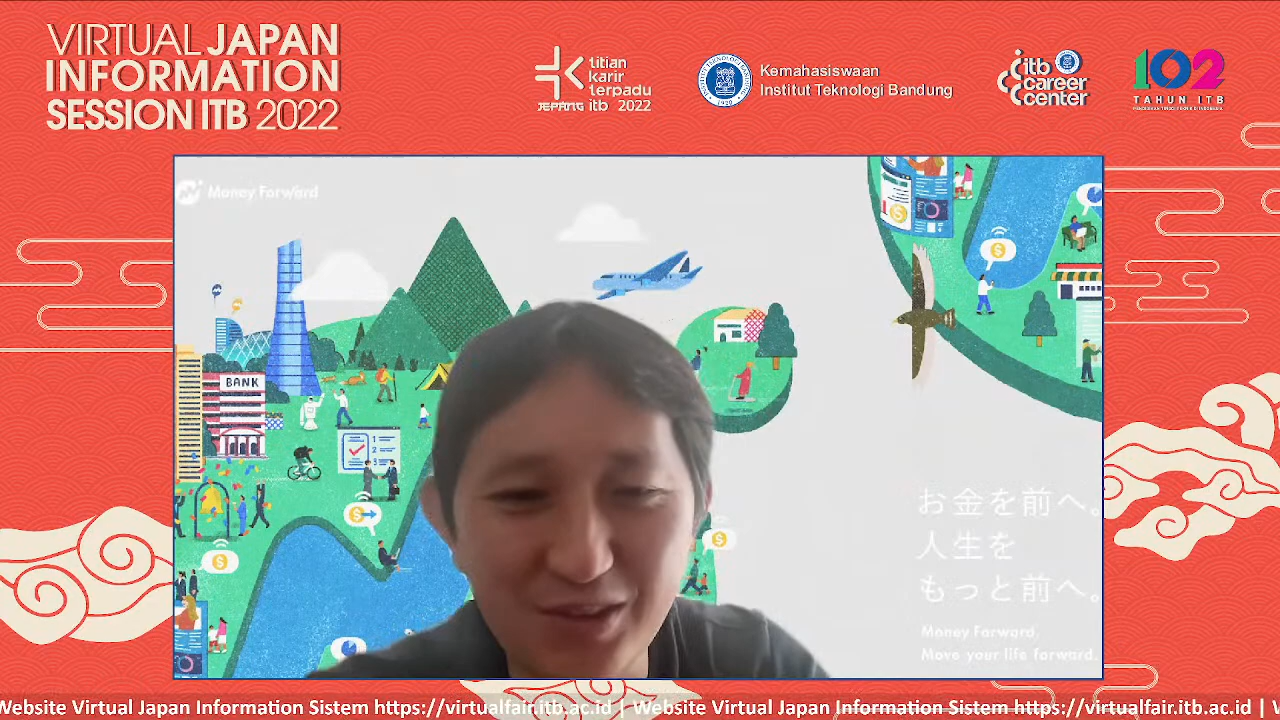 VIRTUAL JAPAN
INFORMATION
SESSION ITB 2022
titian
karir
terpadu
JEPANG itb 2022
Kemahasiswaan
Institut Teknologi Bandung
itb
career
center
102
TAHUN ITB
Money Forward
BANK
1
2
3
お金を前へ。
人生を
もっと前へ。
Money Forward.
Move your life forward.
Website Virtual Japan Information Sistem https://virtualfair.itb.ac.id | Website Virtual Japan Information Sistem https://virtualfair.itb.ac.id |